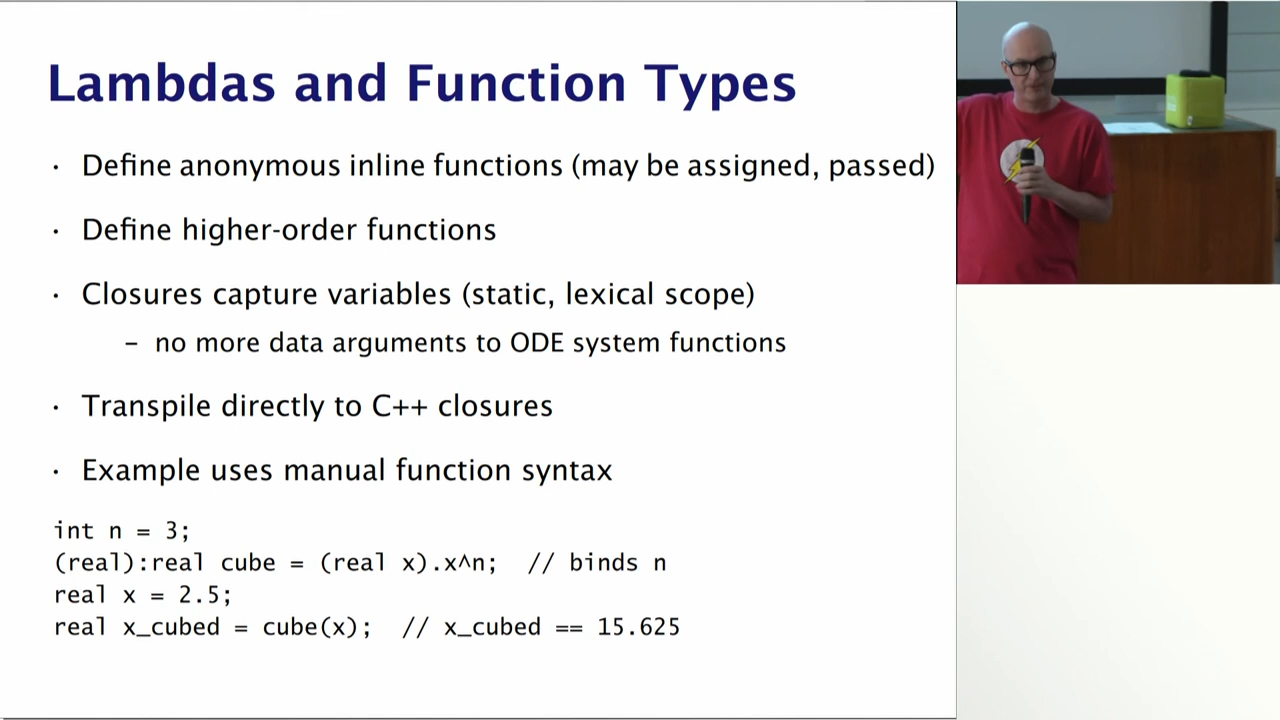 Lambdas and Function Types
· Define anonymous inline functions (may be assigned, passed)
· Define higher-order functions
· Closures capture variables (static, lexical scope)
– no more data arguments to ODE system functions
· Transpile directly to C++ closures
· Example uses manual function syntax
int n = 3;
(real):real cube = (real x).x^n;  // binds n
real x = 2.5;
real x_cubed = cube(x);  // x_cubed == 15.625